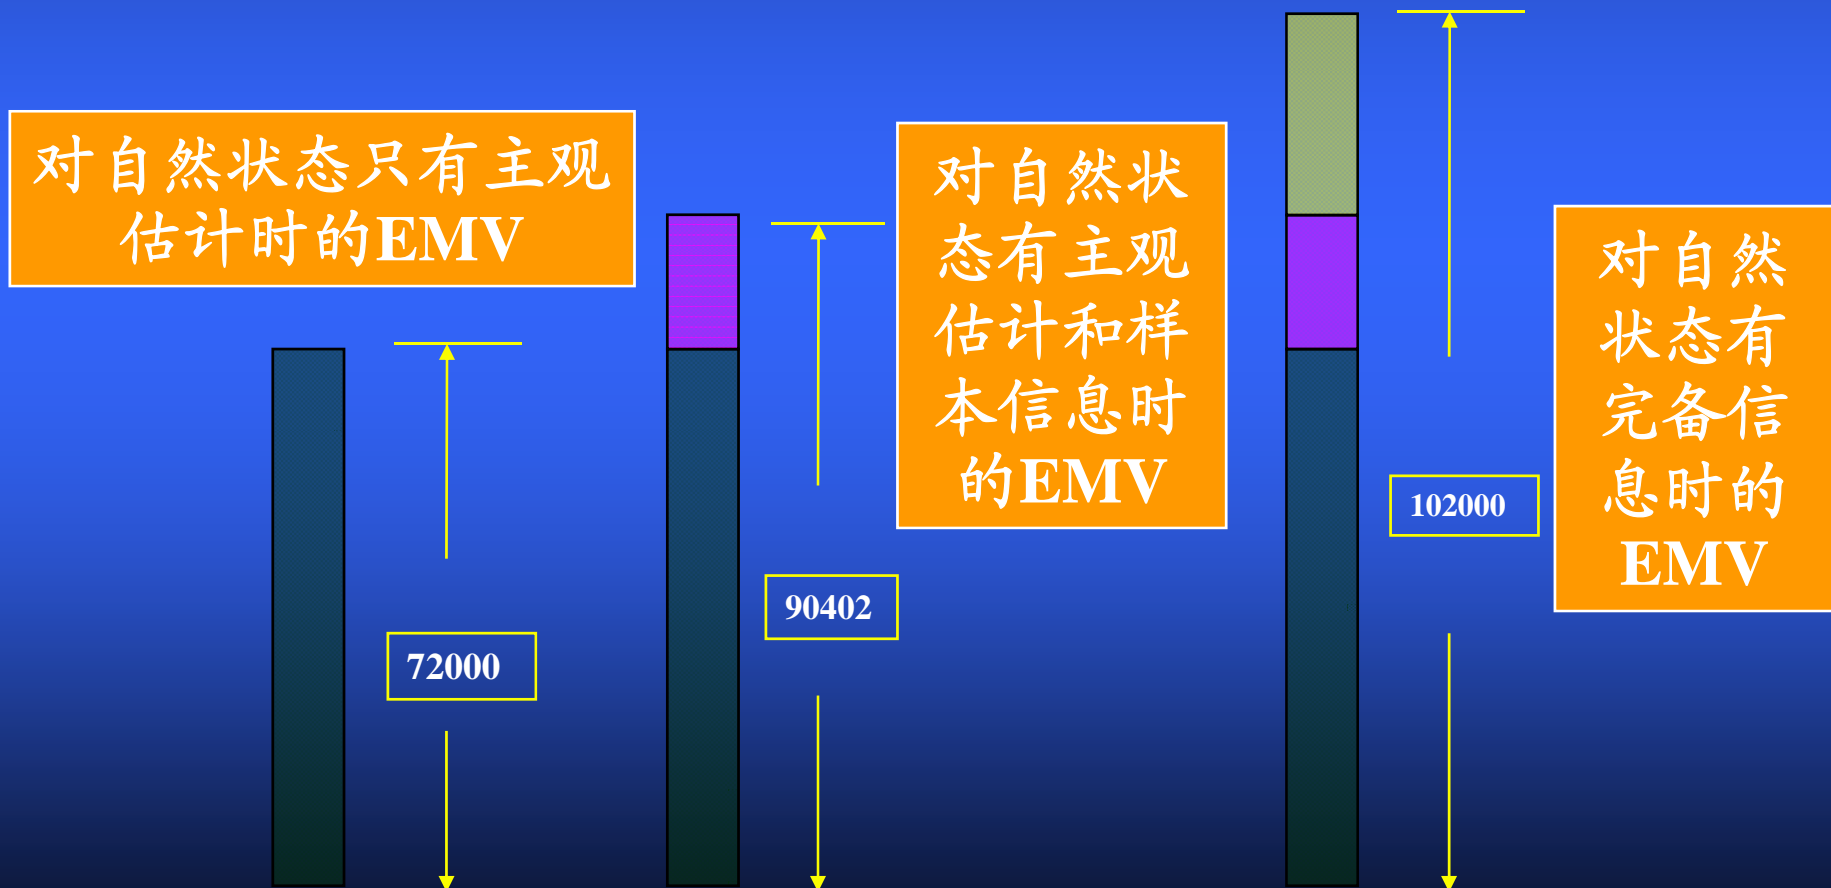 对自然状态只有主观
估计时的EMV
72000
90402
对自然状
态有主观
估计和样
本信息时
的EMV
102000
对自然
状态有
完备信
息时的
EMV